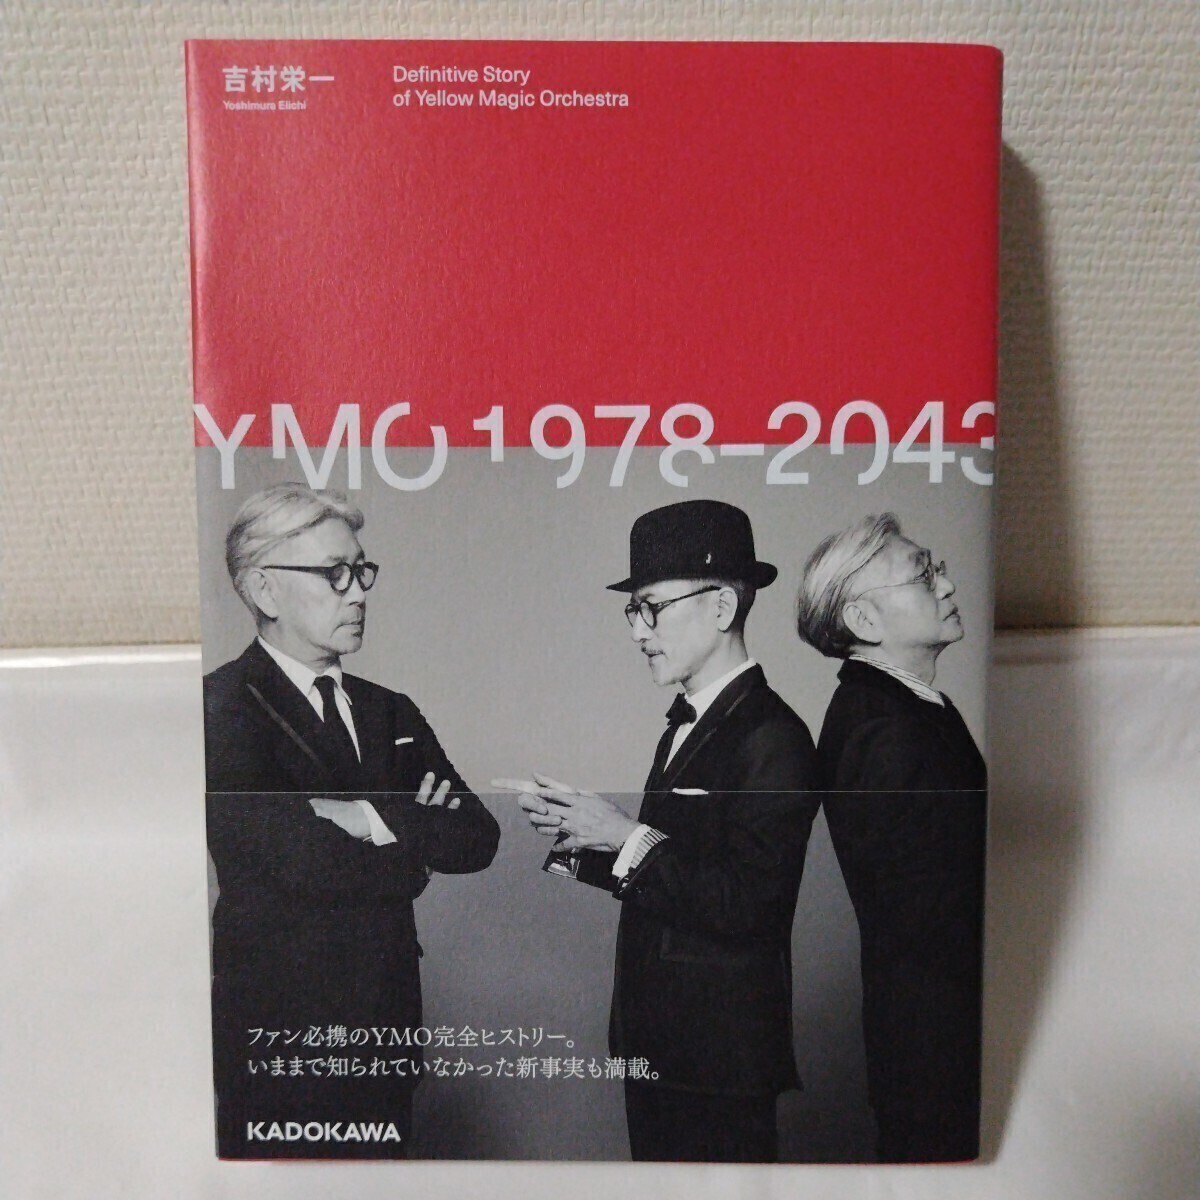 吉村栄一
Yoshimura Eiichi
Definitive Story
of Yellow Magic Orchestra
YMO 1978–2043
ファン必携のYMO完全ヒストリー。
いままで知られていなかった新事実も満載。
KADOKAWA